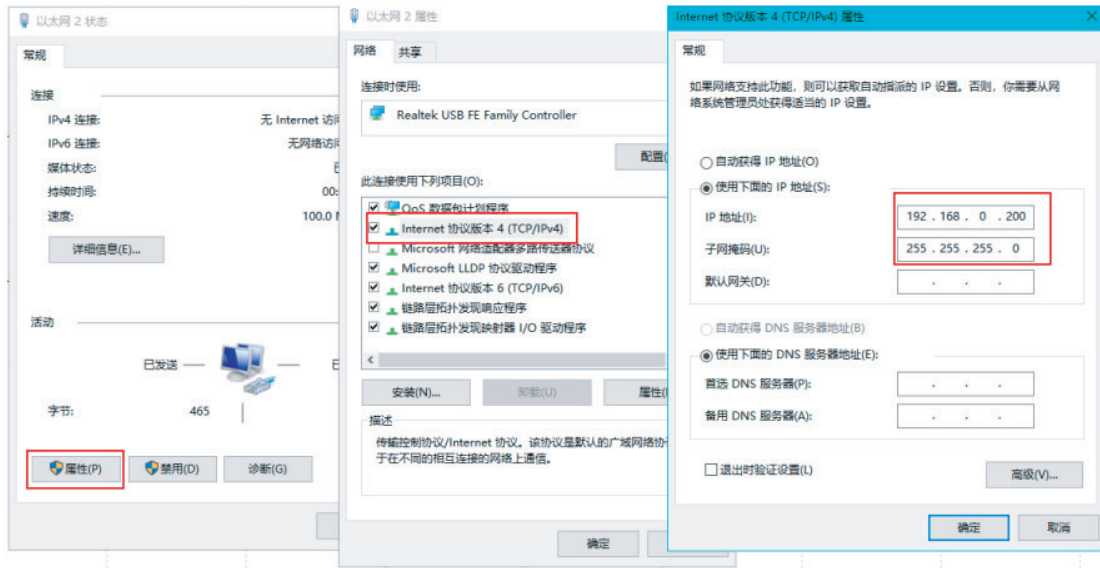 以太网 2 状态
常规
连接
IPv4 连接:
无 Internet 访问
IPv6 连接:
无网络访问
媒体状态:
持续时间:
00:
速度:
100.0
详细信息(E)...
活动
已发送
字节:
465
属性(P)
禁用(D)
诊断(G)
以太网 2 属性
网络
共享
连接时使用:
Realtek USB FE Family Controller
配置(
此连接使用下列项目(O):
QoS 数据包计划程序
Internet 协议版本 4 (TCP/IPv4)
Microsoft 网络适配器多路传送器协议
Microsoft LLDP 协议驱动程序
Internet 协议版本 6 (TCP/IPv6)
链路层拓扑发现响应程序
链路层拓扑发现映射器 I/O 驱动程序
安装(N)...
卸载(U)
属性(
描述
传输控制协议/Internet 协议。该协议是默认的广域网络协
于在不同的相互连接的网络上通信。
确定
Internet 协议版本 4 (TCP/IPv4) 属性
常规
如果网络支持此功能，则可以获取自动指派的 IP 设置。否则，你需要从网
络系统管理员处获得适当的 IP 设置。
自动获得 IP 地址(O)
使用下面的 IP 地址(S):
IP 地址(I):
192 . 168 . 0 . 200
子网掩码(U):
255 . 255 . 255 . 0
默认网关(D):
. . .
自动获得 DNS 服务器地址(B)
使用下面的 DNS 服务器地址(E):
首选 DNS 服务器(P):
. . .
备用 DNS 服务器(A):
. . .
退出时验证设置(L)
高级(V)...
确定
取消